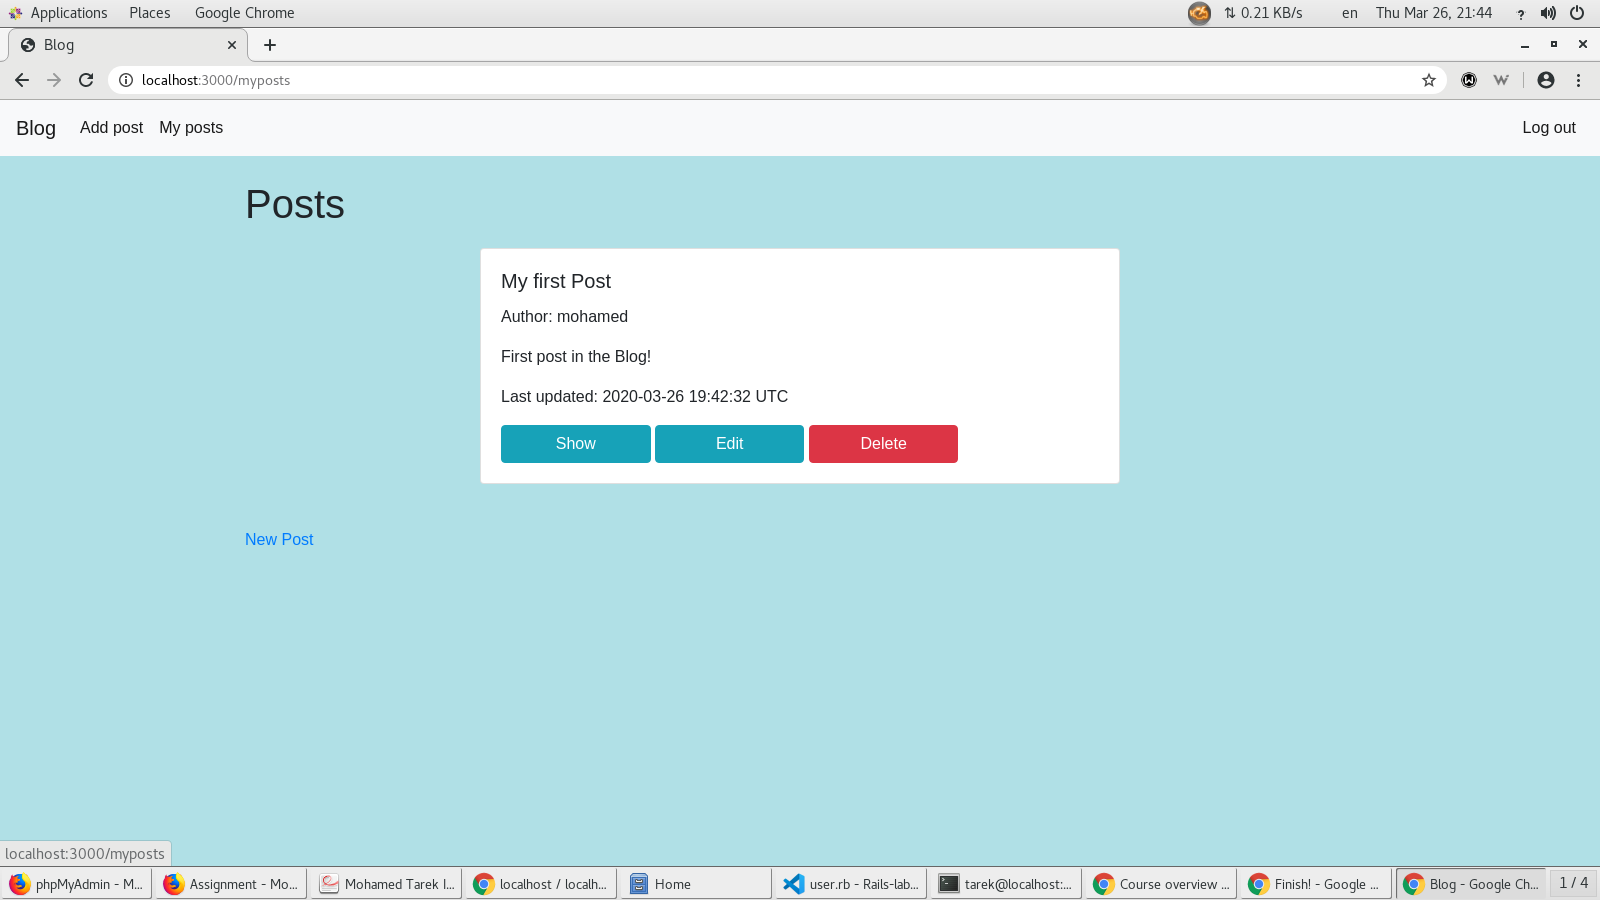 Applications Places Google Chrome 0.21 KB/s en Thu Mar 26, 21:44
Blog
localhost:3000/myposts
Blog Add post My posts Log out
Posts
My first Post
Author: mohamed
First post in the Blog!
Last updated: 2020-03-26 19:42:32 UTC
Show Edit Delete
New Post
localhost:3000/myposts
phpMyAdmin - M... Assignment - Mo... Mohamed Tarek I... localhost / localh... Home user.rb - Rails-lab... tarek@localhost:... Course overview ... Finish! - Google ... Blog - Google Ch... 1 / 4